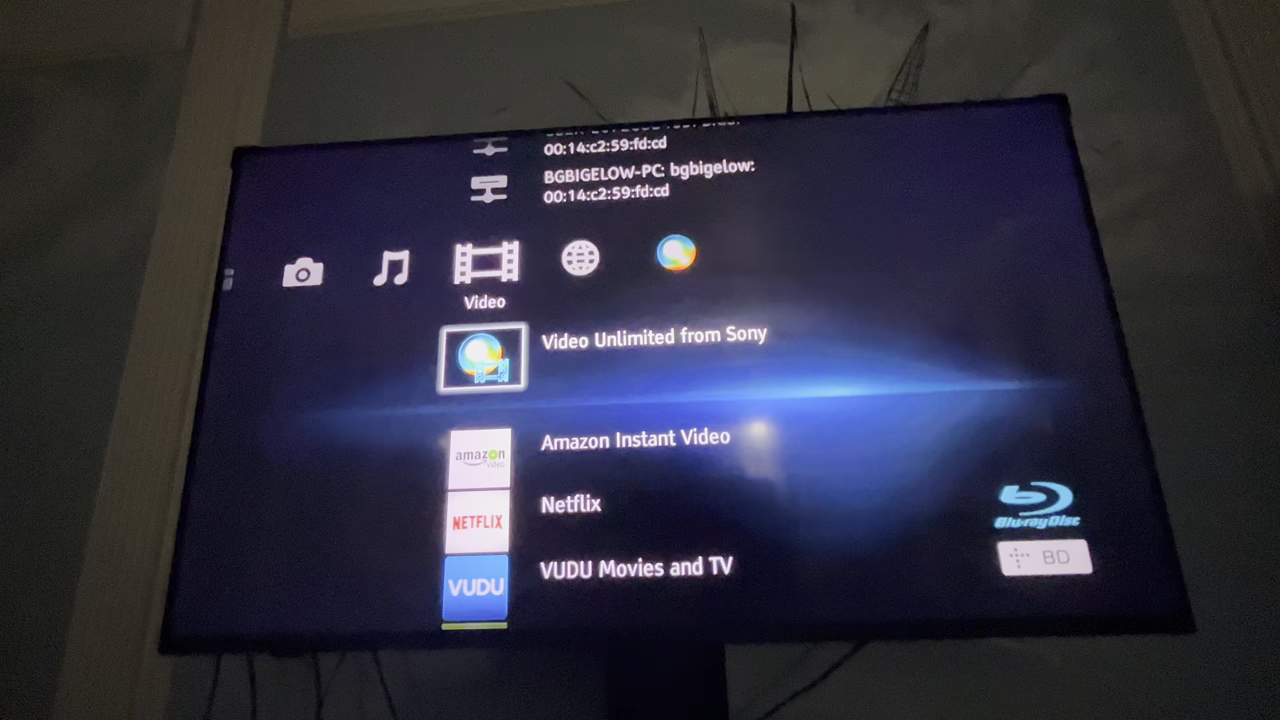 00:14:c2:59:fd:cd
BGBIGELOW-PC: bgbigelow:
00:14:c2:59:fd:cd
Video
Video Unlimited from Sony
amazon
video
Amazon Instant Video
NETFLIX
Netflix
Blu-ray Disc
BD
VUDU
VUDU Movies and TV